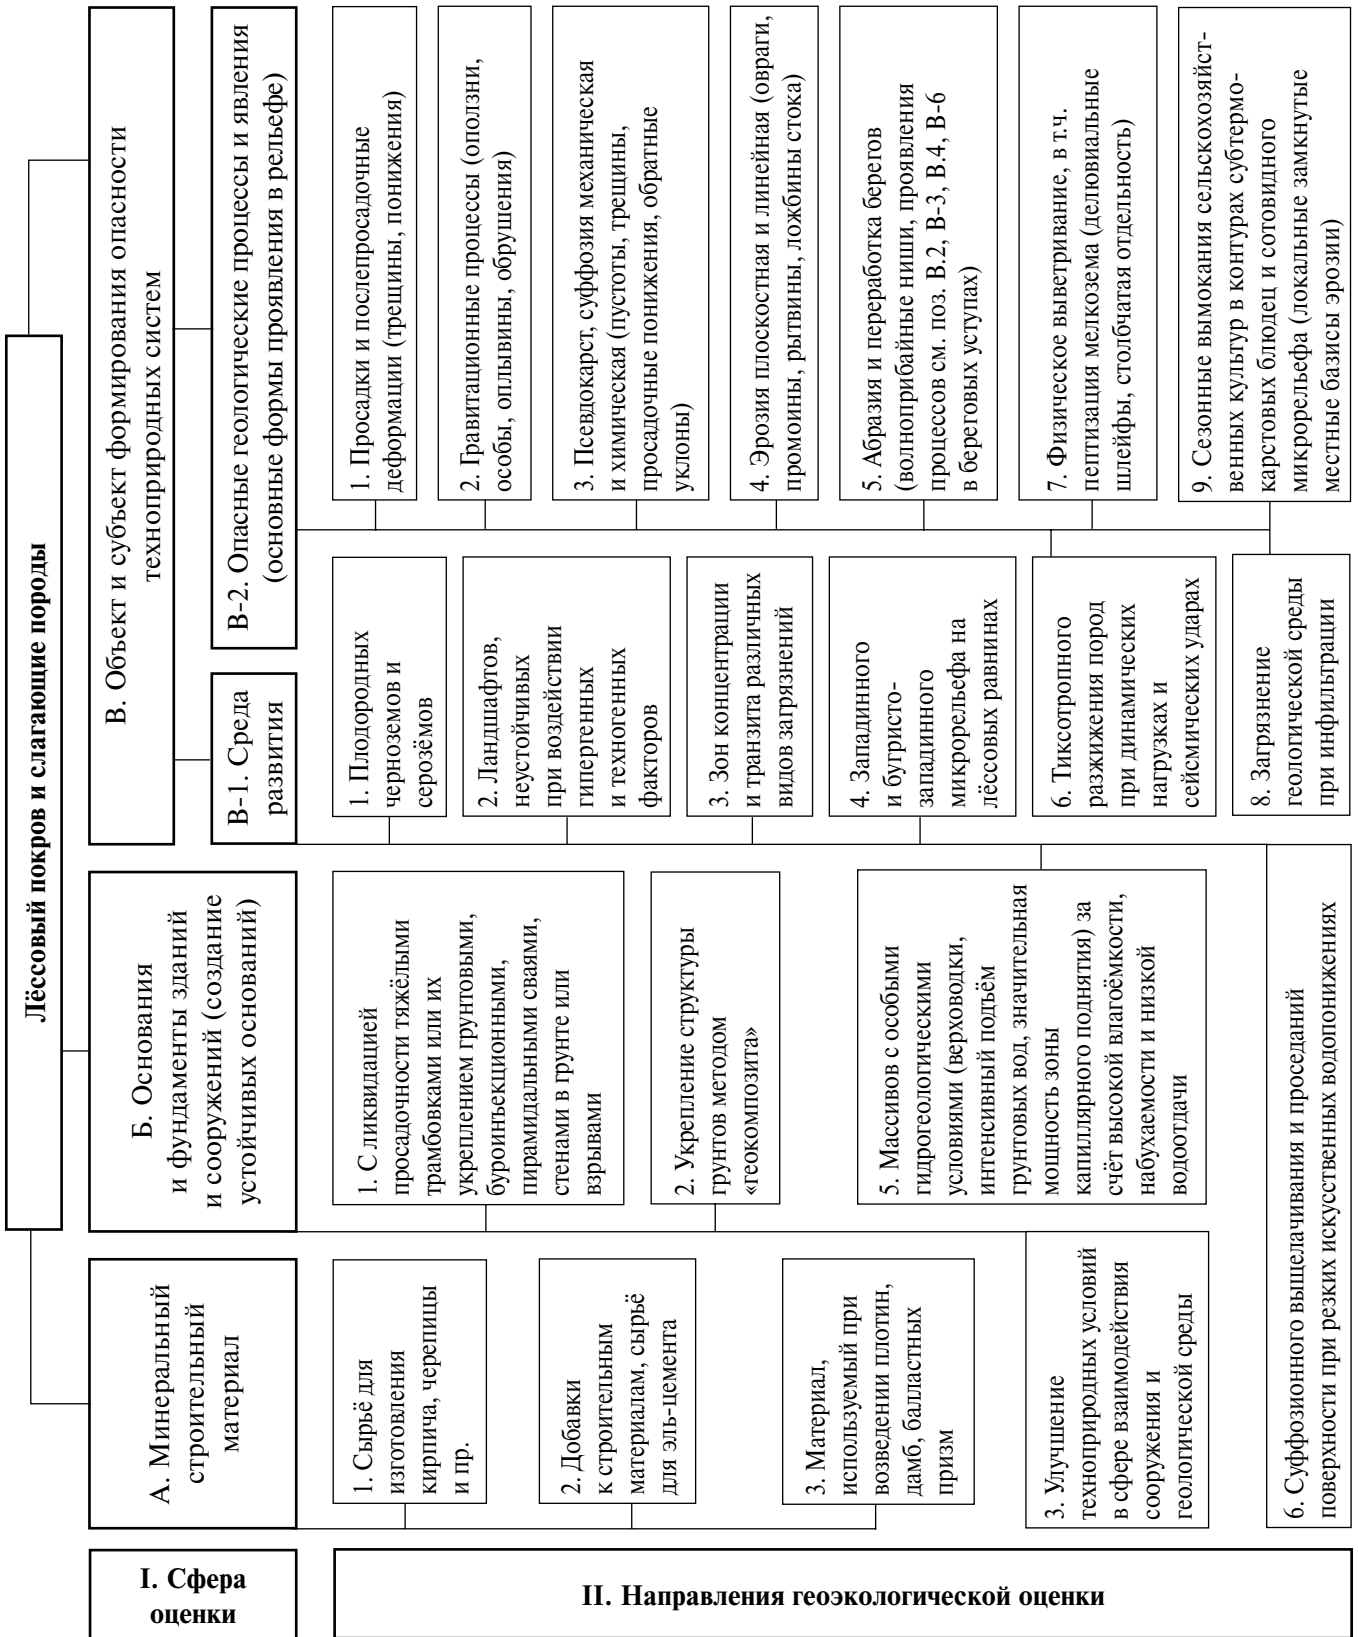 Лёссовый покров и слагающие породы
I. Сфера
оценки
А. Минеральный
строительный
материал
Б. Основания
и фундаменты зданий
и сооружений (создание
устойчивых оснований)
В. Объект и субъект формирования опасности
техноприродных систем
В-1. Среда
развития
В-2. Опасные геологические процессы и явления
(основные формы проявления в рельефе)
II. Направления геоэкологической оценки
1. Сырьё для
изготовления
кирпича, черепицы
и пр.
2. Добавки
к строительным
материалам, сырьё
для эль-цемента
3. Материал,
используемый при
возведении плотин,
дамб, балластных
призм
1. С ликвидацией
просадочности тяжёлыми
трамбовками или их
укреплением грунтовыми,
буроинъекционными,
пирамидальными сваями,
стенами в грунте или
взрывами
2. Укрепление структуры
грунтов методом
«геокомпозита»
3. Улучшение
техноприродных условий
в сфере взаимодействия
сооружения и
геологической среды
1. Плодородных
черноземов и
серозёмов
2. Ландшафтов,
неустойчивых
при воздействии
гипергенных
и техногенных
факторов
3. Зон концентрации
и транзита различных
видов загрязнений
4. Западинного
и бугристо-
западинного
микрорельефа на
лёссовых равнинах
5. Массивов с особыми
гидрогеологическими
условиями (верховодки,
интенсивный подъём
грунтовых вод, значительная
мощность зоны
капиллярного поднятия) за
счёт высокой влагоёмкости,
набухаемости и низкой
водоотдачи
6. Суффозионного выщелачивания и проседаний
поверхности при резких искусственных водопонижениях
1. Просадки и послепросадочные
деформации (трещины, понижения)
2. Гравитационные процессы (оползни,
особы, оплывины, обрушения)
3. Псевдокарст, суффозия механическая
и химическая (пустоты, трещины,
просадочные понижения, обратные
уклоны)
4. Эрозия плоскостная и линейная (овраги,
промоины, рытвины, ложбины стока)
5. Абразия и переработка берегов
(волноприбайные ниши, проявления
процессов см. поз. В.2, В-3, В.4, В-6
в береговых уступах)
6. Тиксотропного
разжижения пород
при динамических
нагрузках и
сейсмических ударах
7. Физическое выветривание, в т.ч.
пептизация мелкозема (делювиальные
шлейфы, столбчатая отдельность)
8. Загрязнение
геологической среды
при инфильтрации
9. Сезонные вымокания сельскохозяйст-
венных культур в контурах субтермо-
карстовых блюдец и сотовидного
микрорельефа (локальные замкнутые
местные базисы эрозии)